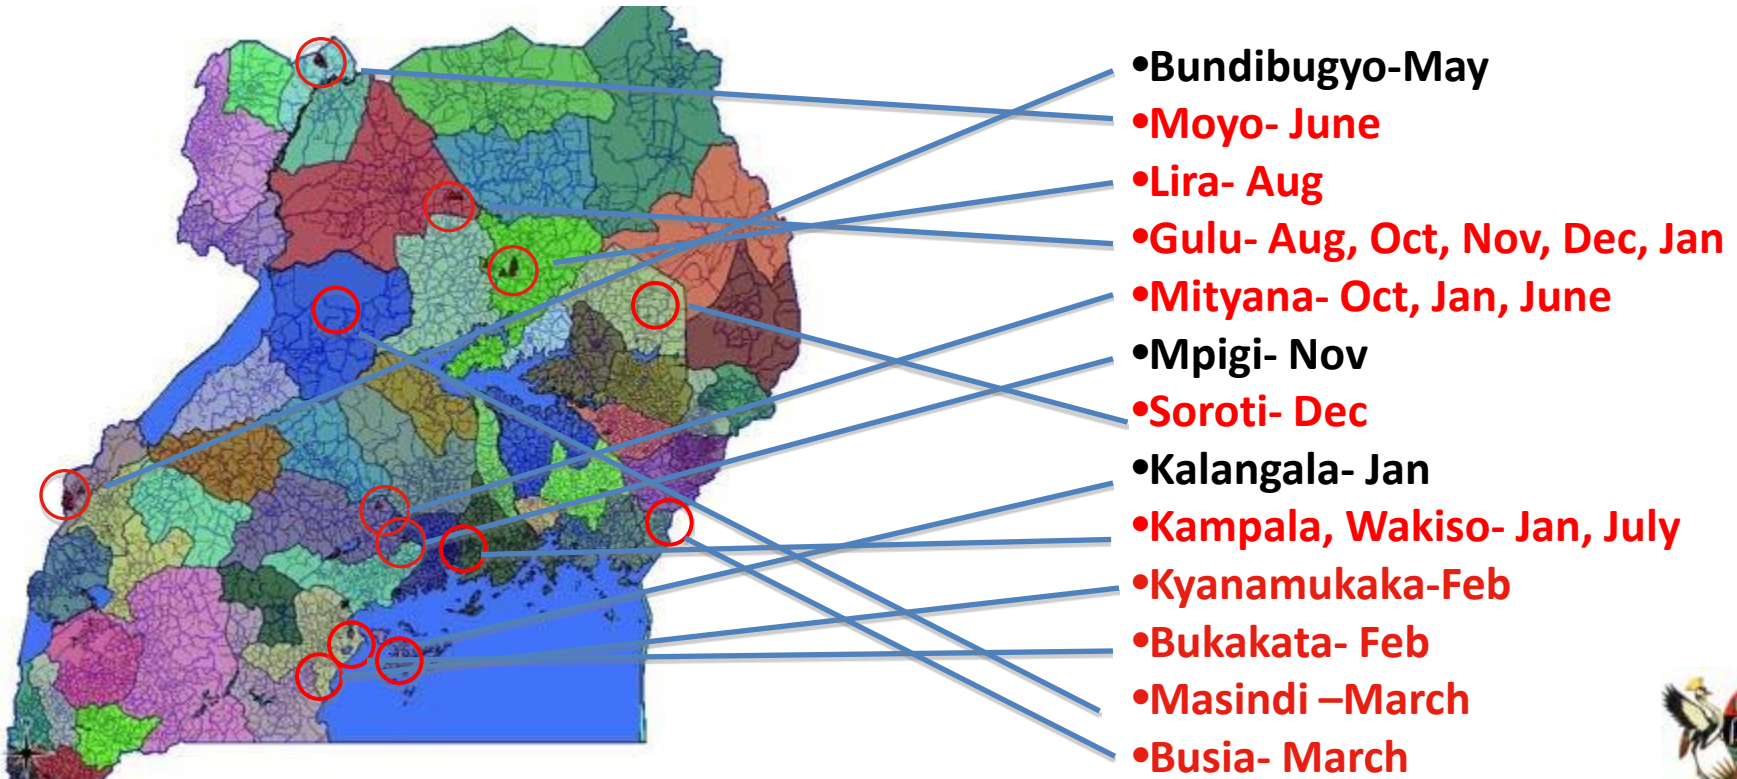 •Bundibugyo-May
•Moyo- June
•Lira- Aug
•Gulu- Aug, Oct, Nov, Dec, Jan
•Mityana- Oct, Jan, June
•Mpigi- Nov
•Soroti- Dec
•Kalangala- Jan
•Kampala, Wakiso- Jan, July
•Kyanamukaka-Feb
•Bukakata- Feb
•Masindi –March
•Busia- March